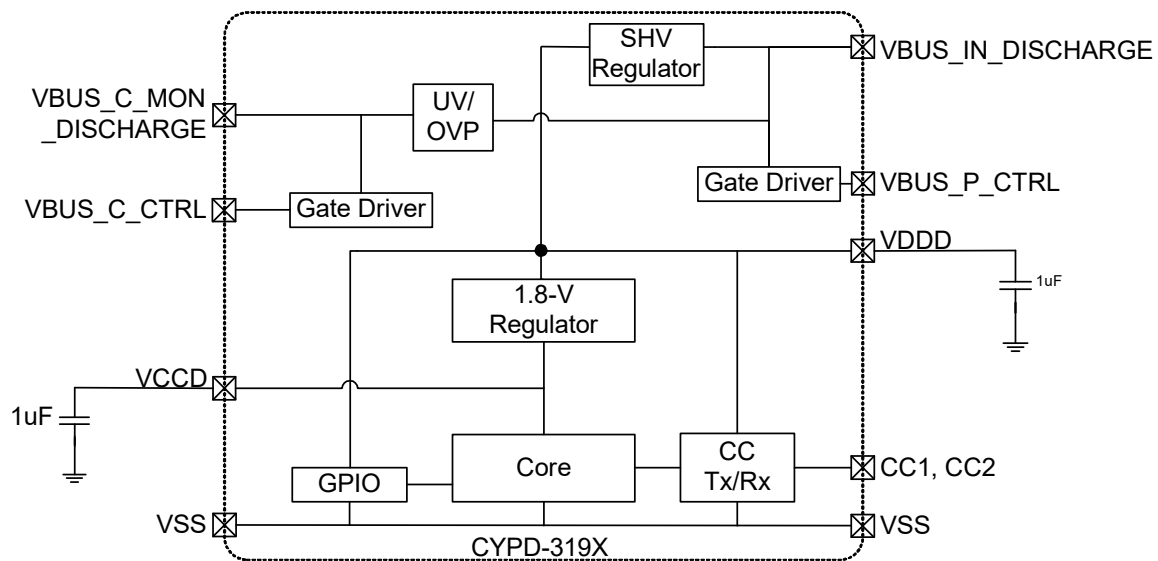 SHV
Regulator
VBUS_IN_DISCHARGE
VBUS_C_MON
_DISCHARGE
UV/
OVP
Gate Driver
VBUS_P_CTRL
VBUS_C_CTRL
Gate Driver
VDDD
1uF
1.8-V
Regulator
VCCD
1uF
Core
CC
Tx/Rx
CC1, CC2
GPIO
VSS
VSS
CYPD-319X